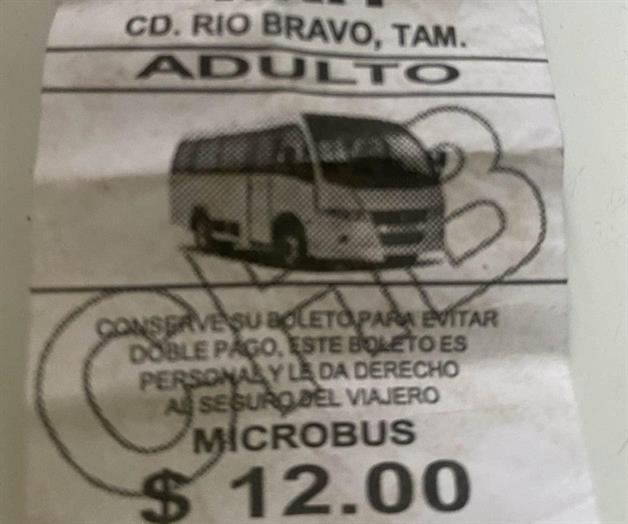 CD. RIO BRAVO, TAM.
ADULTO
CONSERVE SU BOLETO PARA EVITAR
DOBLE PAGO, ESTE BOLETO ES
PERSONAL Y LE DA DERECHO
AL SEGURO DEL VIAJERO
MICROBUS
$ 12.00